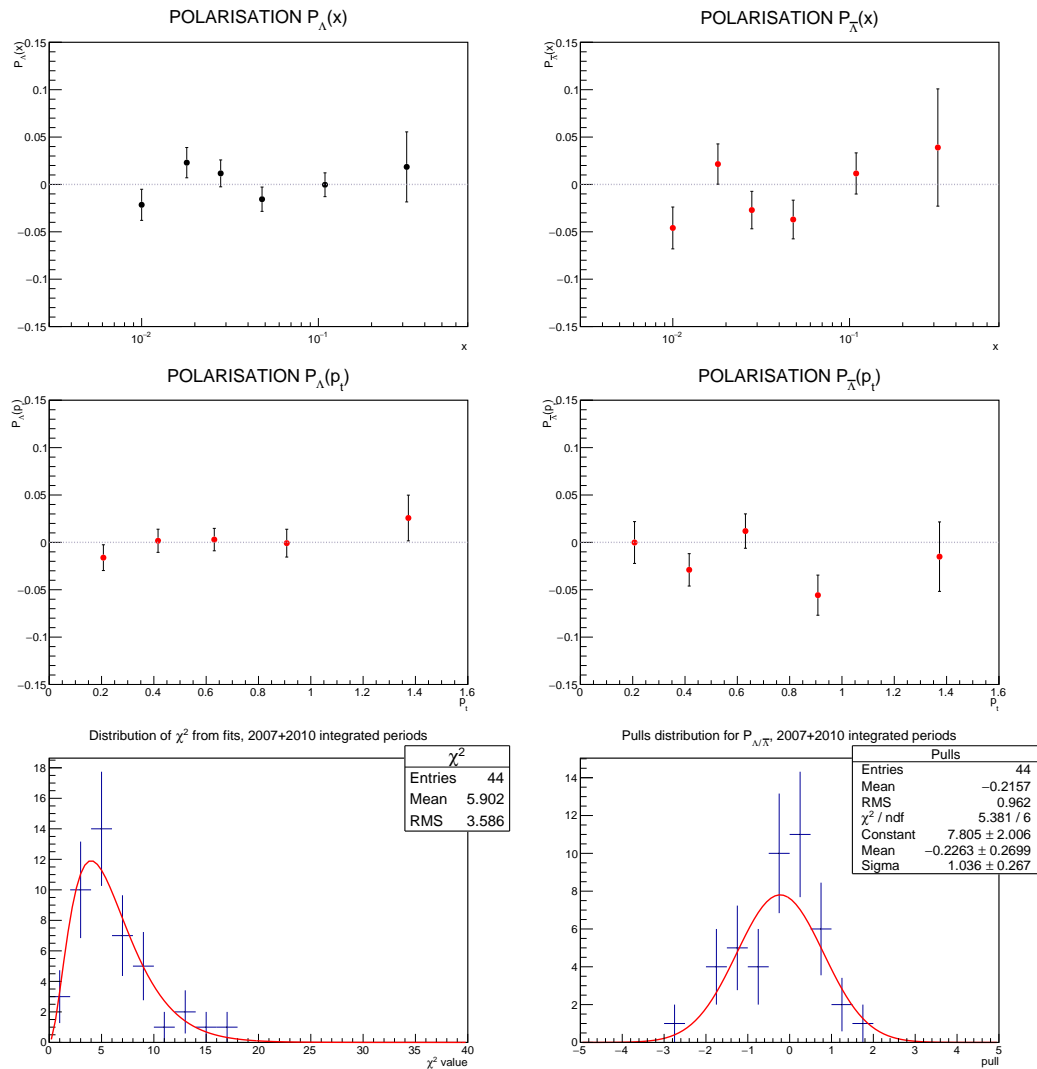 POLARISATION P_Λ(x)
P_Λ(x)
0.15
0.1
0.05
0
−0.05
−0.1
−0.15
10⁻² 10⁻¹
x
POLARISATION P_Λ̅(x)
P_Λ̅(x)
0.15
0.1
0.05
0
−0.05
−0.1
−0.15
10⁻² 10⁻¹
x
POLARISATION P_Λ(p_t)
P_Λ(p_t)
0.15
0.1
0.05
0
−0.05
−0.1
−0.15
0 0.2 0.4 0.6 0.8 1 1.2 1.4 1.6
p_t
POLARISATION P_Λ̅(p_t)
P_Λ̅(p_t)
0.15
0.1
0.05
0
−0.05
−0.1
−0.15
0 0.2 0.4 0.6 0.8 1 1.2 1.4 1.6
p_t
Distribution of χ² from fits, 2007+2010 integrated periods
χ²
Entries 44
Mean 5.902
RMS 3.586
18
16
14
12
10
8
6
4
2
0
0 5 10 15 20 25 30 35 40
χ² value
Pulls distribution for P_Λ/Λ̅, 2007+2010 integrated periods
Pulls
Entries 44
Mean −0.2157
RMS 0.962
χ² / ndf 5.381 / 6
Constant 7.805 ± 2.006
Mean −0.2263 ± 0.2699
Sigma 1.036 ± 0.267
14
12
10
8
6
4
2
0
−5 −4 −3 −2 −1 0 1 2 3 4 5
pull